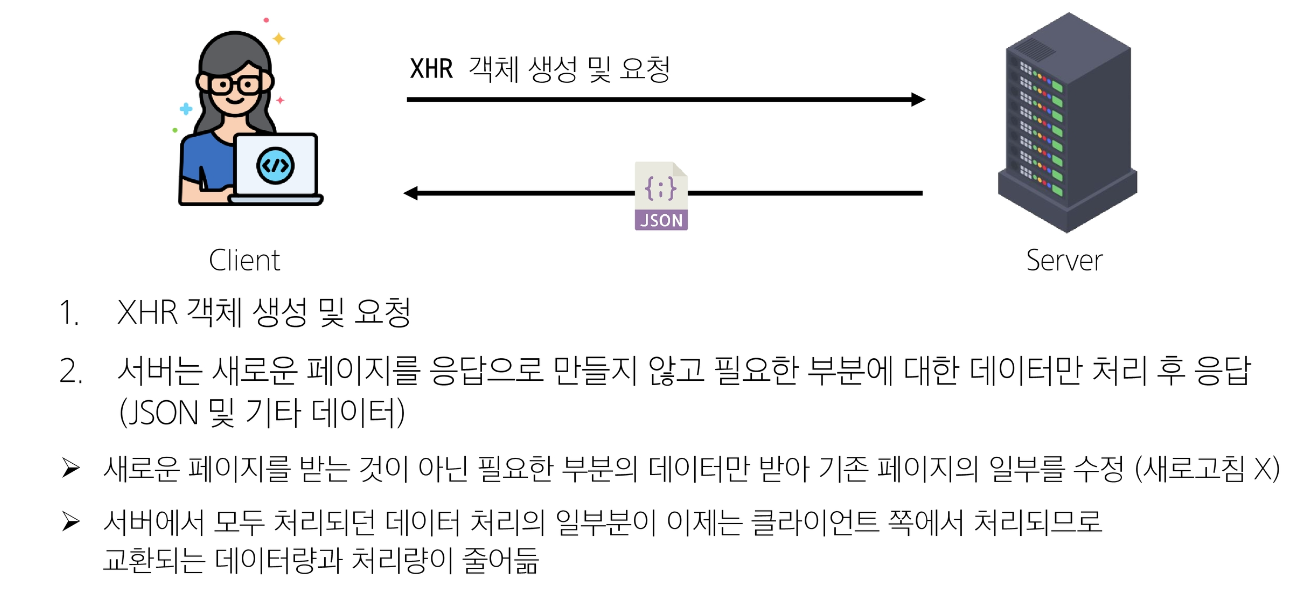 XHR 객체 생성 및 요청
</>
{;}
JSON
Client
Server
1. XHR 객체 생성 및 요청
2. 서버는 새로운 페이지를 응답으로 만들지 않고 필요한 부분에 대한 데이터만 처리 후 응답
(JSON 및 기타 데이터)
➢ 새로운 페이지를 받는 것이 아닌 필요한 부분의 데이터만 받아 기존 페이지의 일부를 수정 (새로고침 X)
➢ 서버에서 모두 처리되던 데이터 처리의 일부분이 이제는 클라이언트 쪽에서 처리되므로
교환되는 데이터량과 처리량이 줄어듦